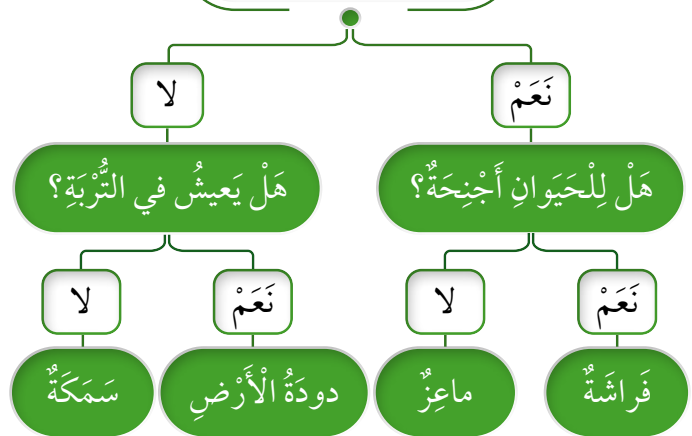 نَعَمْ
لا
هَلْ لِلْحَيَوانِ أَجْنِحَةٌ؟
هَلْ يَعيشُ في التُّرْبَةِ؟
نَعَمْ
لا
نَعَمْ
لا
فَراشَةٌ
ماعِزٌ
دودَةُ الْأَرْضِ
سَمَكَةٌ